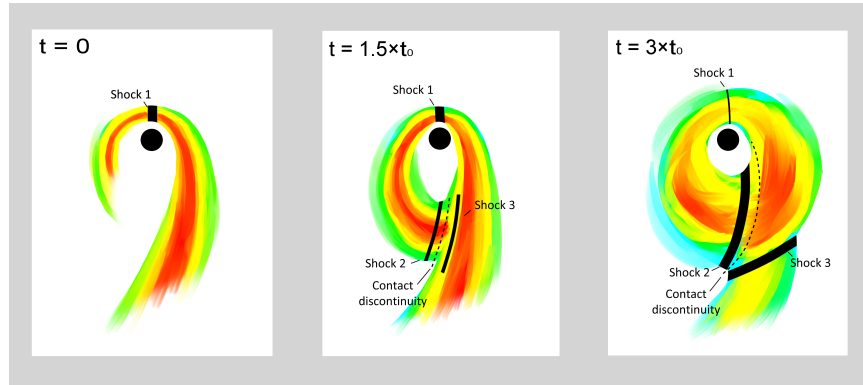 t = 0
Shock 1
t = 1.5×t₀
Shock 1
Shock 3
Shock 2
Contact
discontinuity
t = 3×t₀
Shock 1
Shock 2
Shock 3
Contact
discontinuity